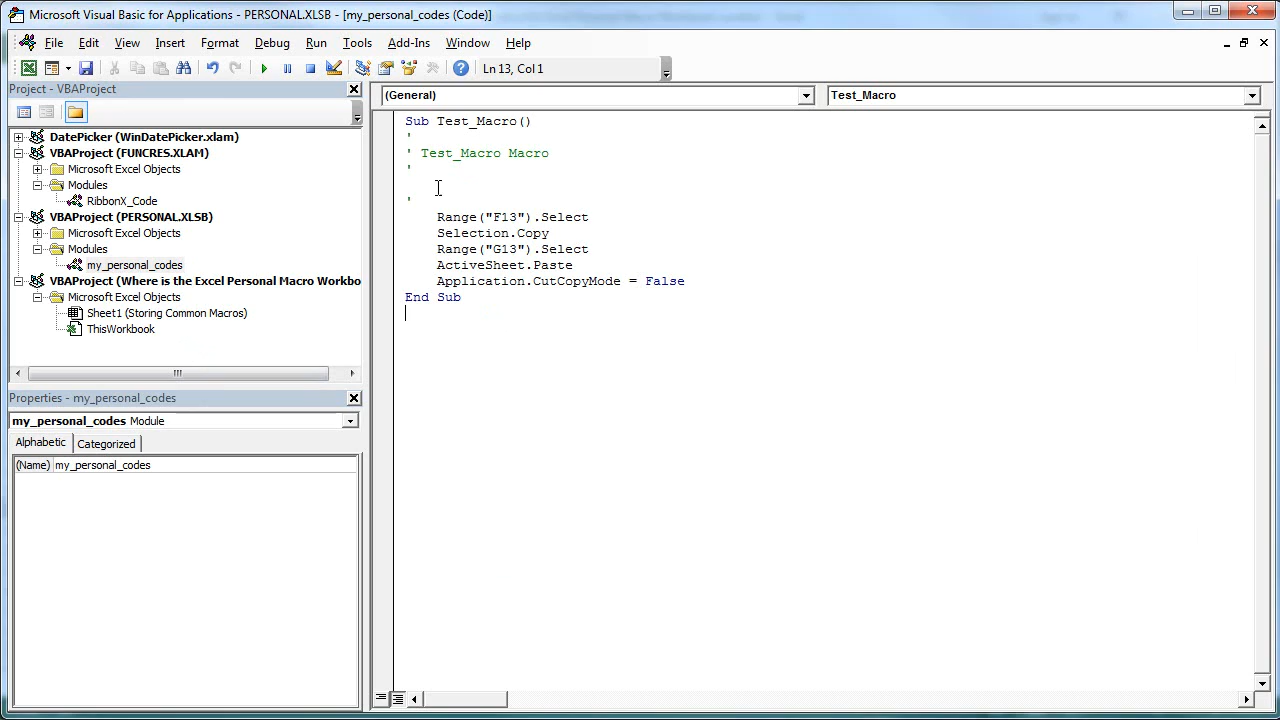 Microsoft Visual Basic for Applications - PERSONAL.XLSB - [my_personal_codes (Code)]
File Edit View Insert Format Debug Run Tools Add-Ins Window Help
Ln 13, Col 1
Project - VBAProject
DatePicker (WinDatePicker.xlam)
VBAProject (FUNCRES.XLAM)
Microsoft Excel Objects
Modules
RibbonX_Code
VBAProject (PERSONAL.XLSB)
Microsoft Excel Objects
Modules
my_personal_codes
VBAProject (Where is the Excel Personal Macro Workbo
Microsoft Excel Objects
Sheet1 (Storing Common Macros)
ThisWorkbook
Properties - my_personal_codes
my_personal_codes Module
Alphabetic Categorized
(Name) my_personal_codes
(General)
Test_Macro
Sub Test_Macro()
'
' Test_Macro Macro
'
'
Range("F13").Select
Selection.Copy
Range("G13").Select
ActiveSheet.Paste
Application.CutCopyMode = False
End Sub